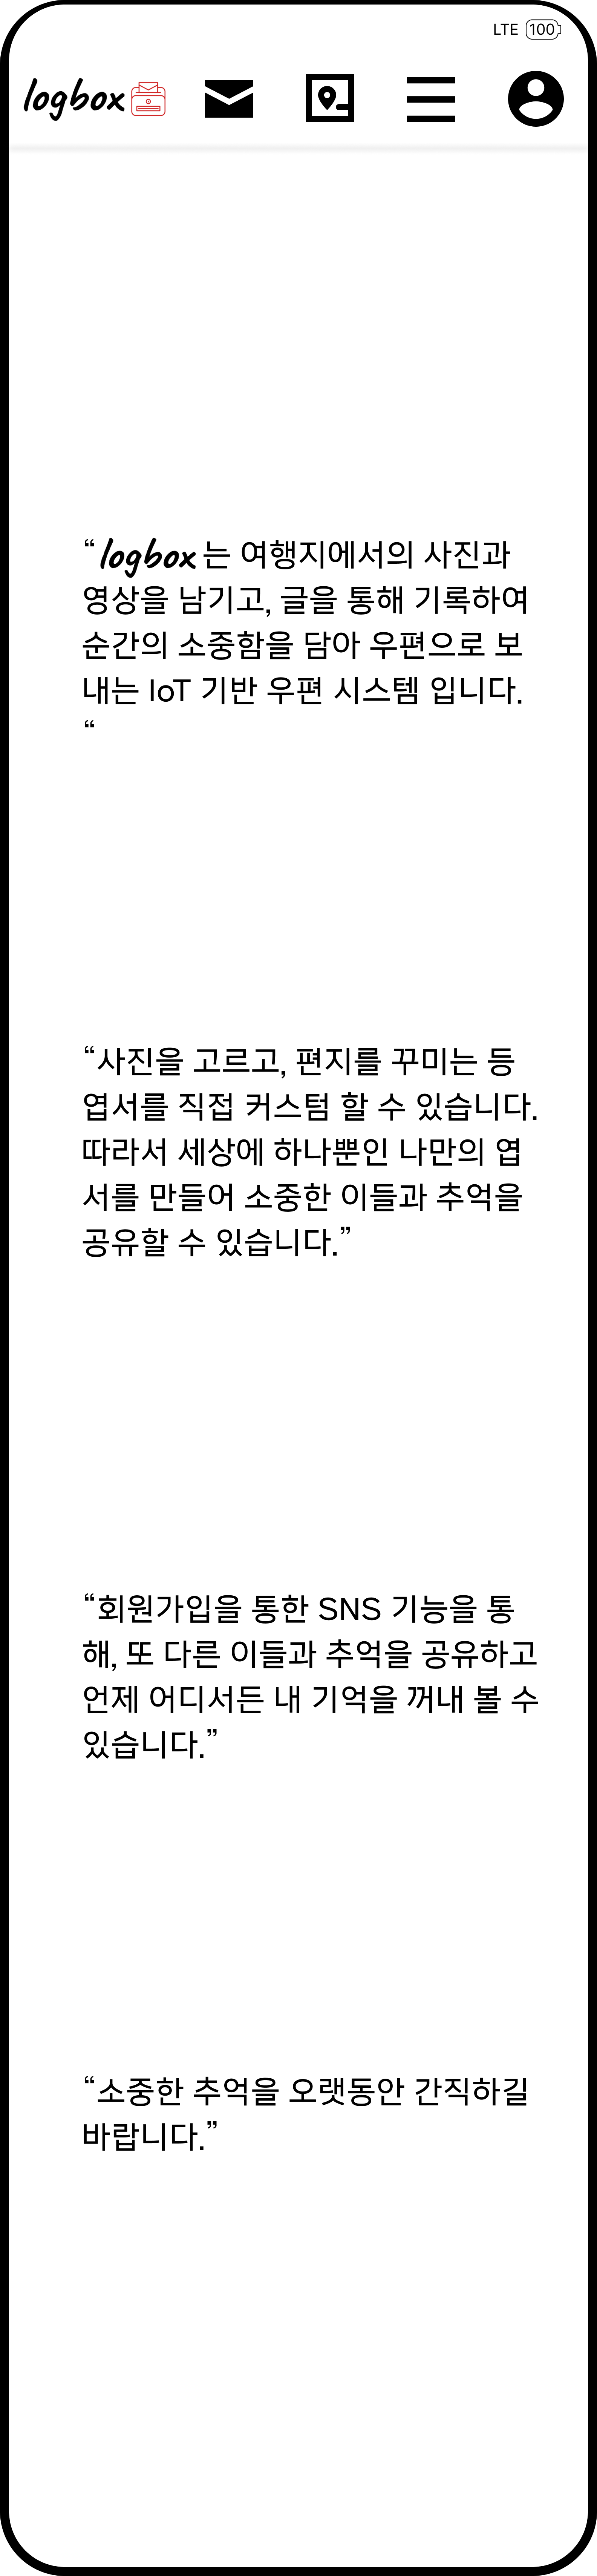 LTE 100
logbox
“logbox는 여행지에서의 사진과
영상을 남기고, 글을 통해 기록하여
순간의 소중함을 담아 우편으로 보
내는 IoT 기반 우편 시스템 입니다.
“
“사진을 고르고, 편지를 꾸미는 등
엽서를 직접 커스텀 할 수 있습니다.
따라서 세상에 하나뿐인 나만의 엽
서를 만들어 소중한 이들과 추억을
공유할 수 있습니다.”
“회원가입을 통한 SNS 기능을 통
해, 또 다른 이들과 추억을 공유하고
언제 어디서든 내 기억을 꺼내 볼 수
있습니다.”
“소중한 추억을 오랫동안 간직하길
바랍니다.”